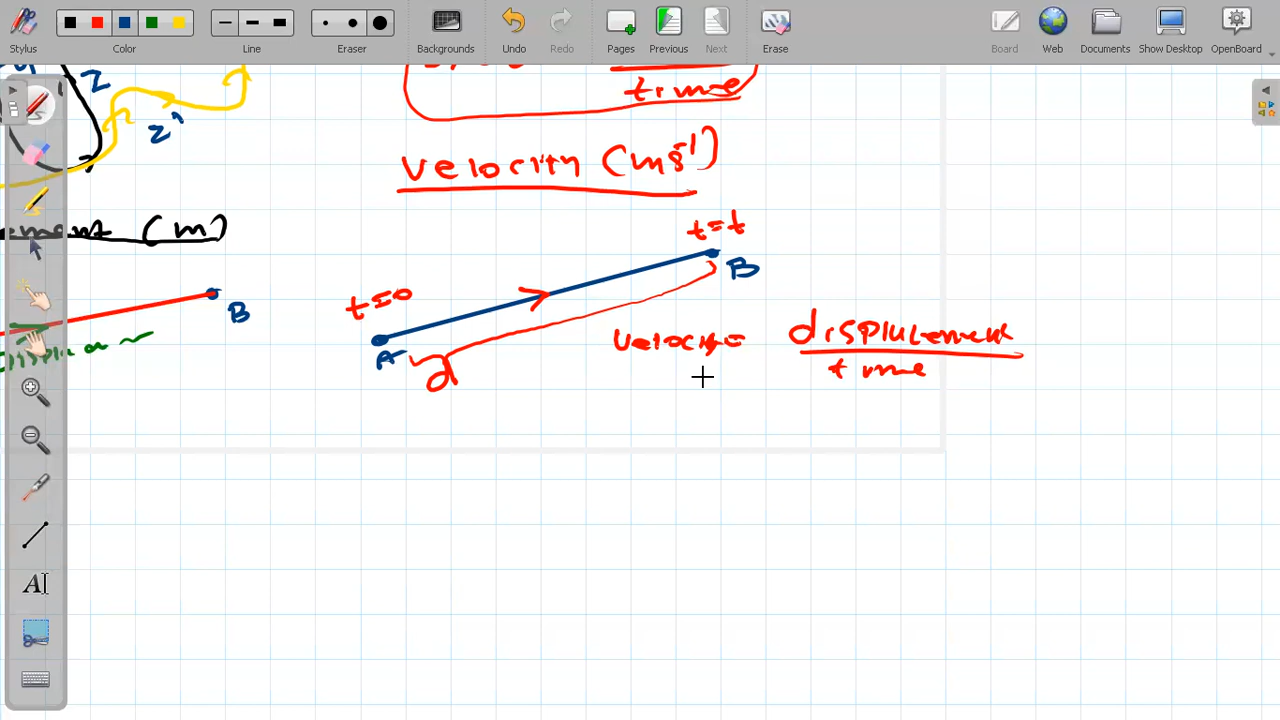 Stylus
Color
Line
Eraser
Backgrounds
Undo
Redo
Pages
Previous
Next
Erase
Board
Web
Documents
Show Desktop
OpenBoard
Z
Z'
time
velocity (ms⁻¹)
ement (m)
t=t
B
t=0
B
A
d
velocity =
displacement
time